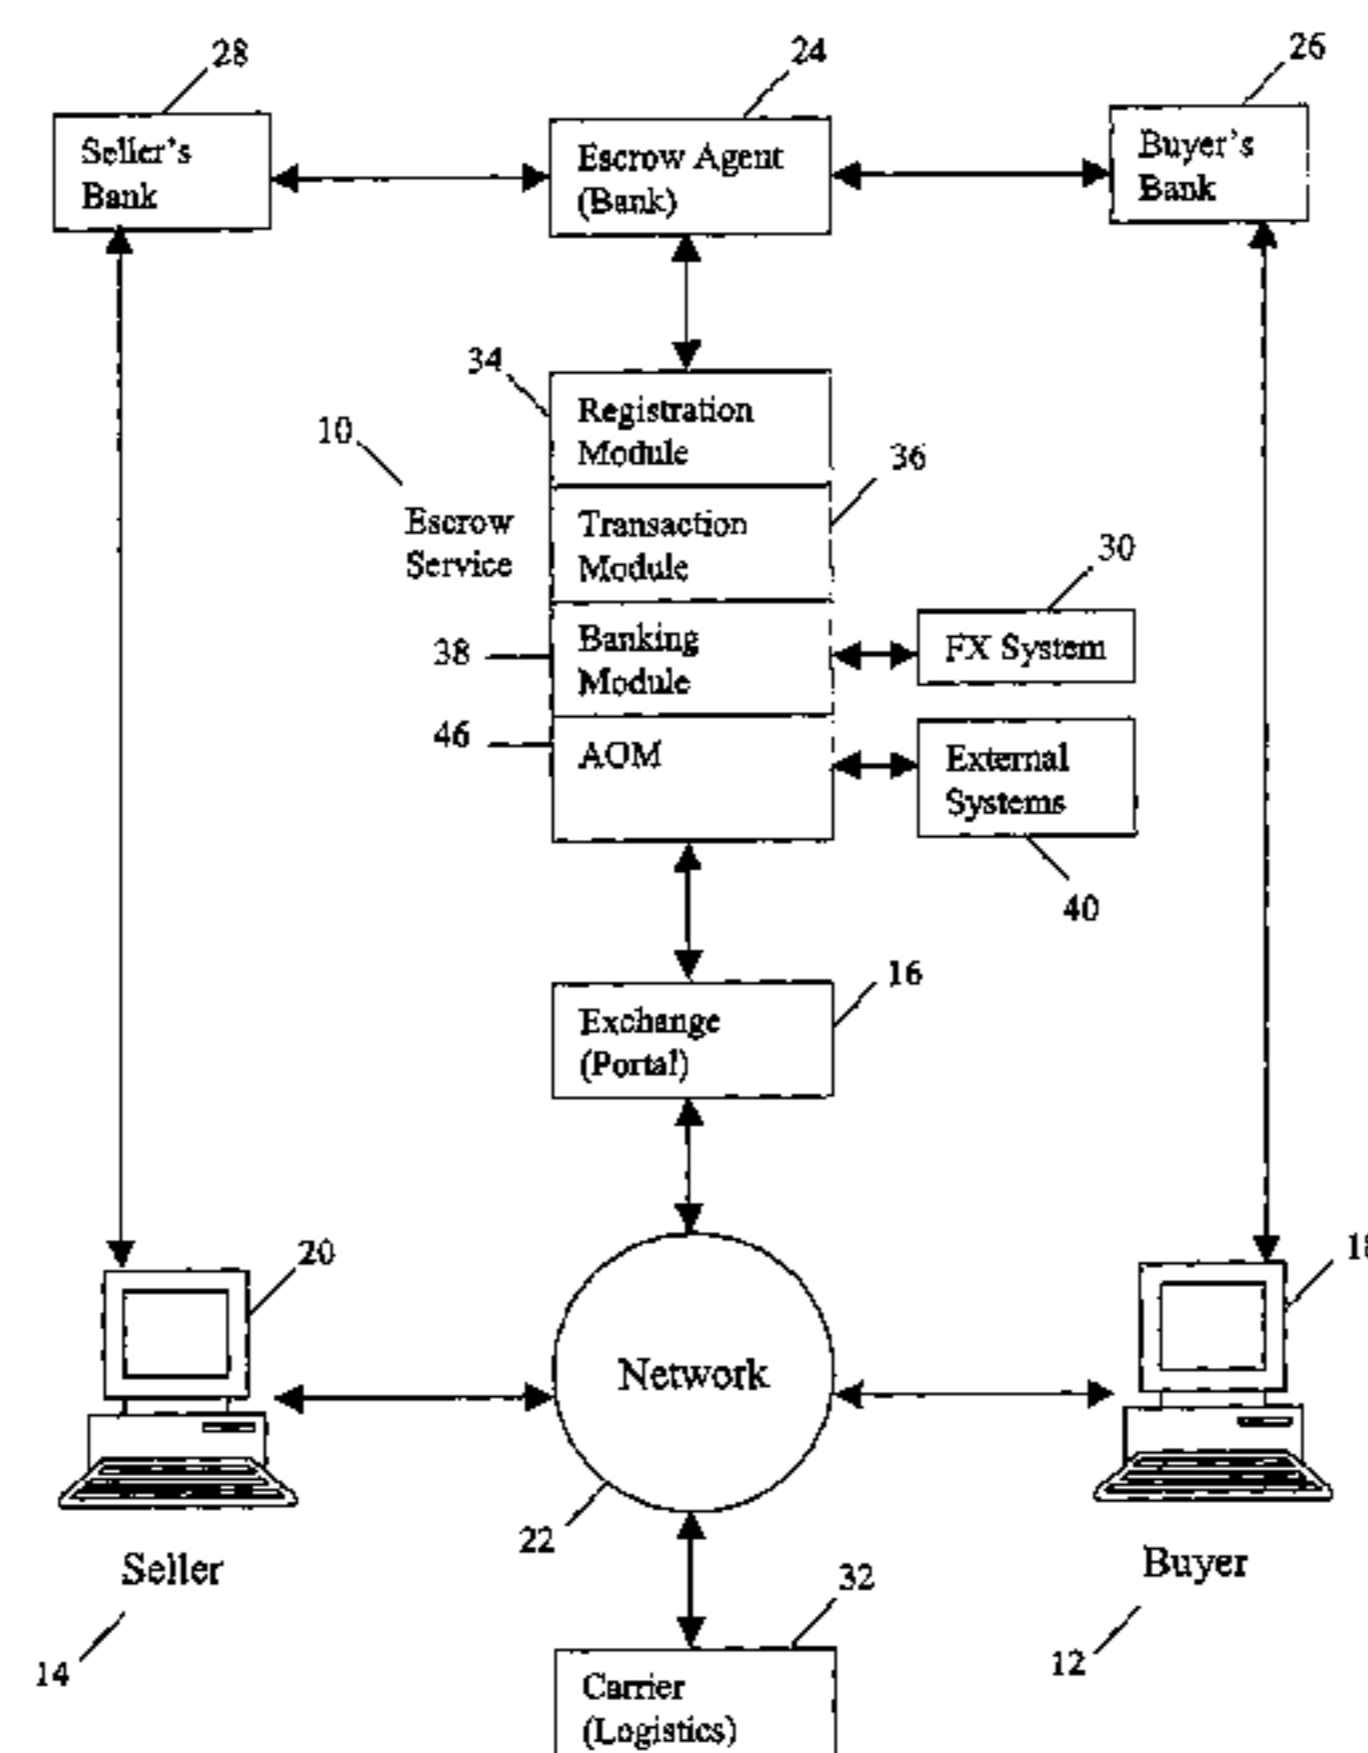 28
24
26
Seller's
Bank
Escrow Agent
(Bank)
Buyer's
Bank
34
Registration
Module
10
36
Escrow
Service
Transaction
Module
30
38
Banking
Module
FX System
46
AOM
External
Systems
40
16
Exchange
(Portal)
20
18
Network
22
Seller
Buyer
32
14
12
Carrier
(Logistics)